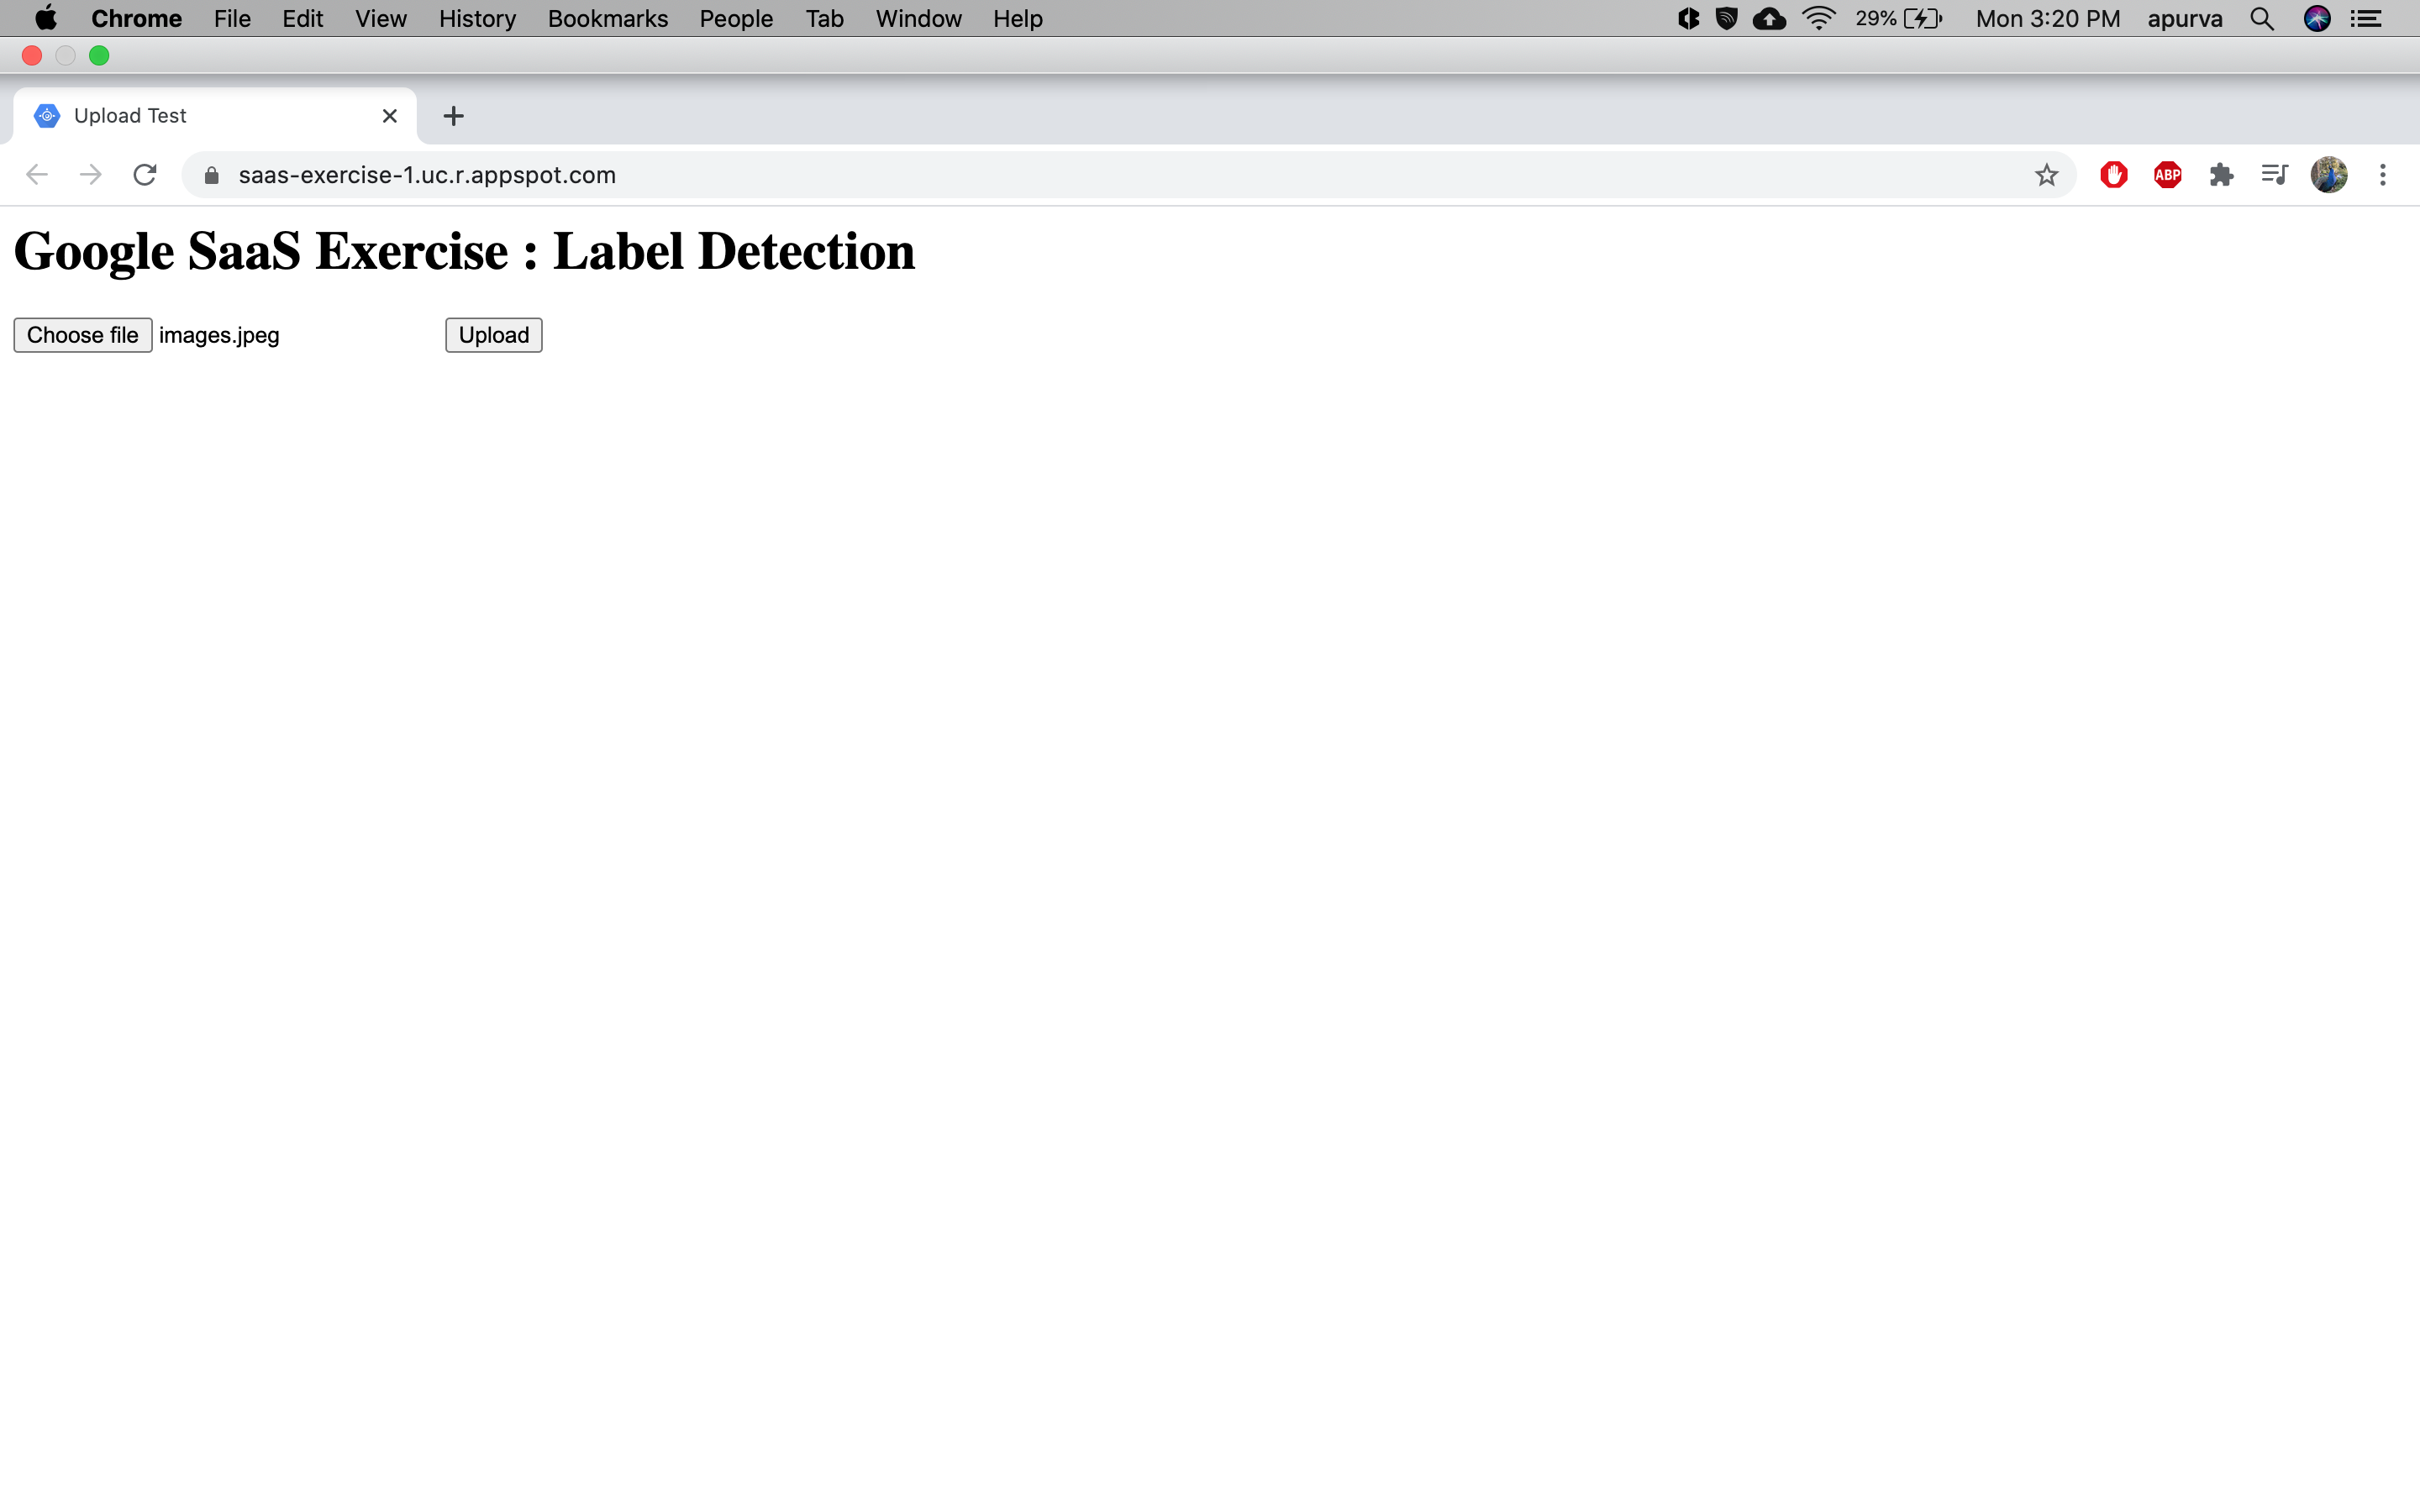 Chrome File Edit View History Bookmarks People Tab Window Help 29% Mon 3:20 PM apurva
Upload Test
saas-exercise-1.uc.r.appspot.com ABP
Google SaaS Exercise : Label Detection
Choose file images.jpeg Upload